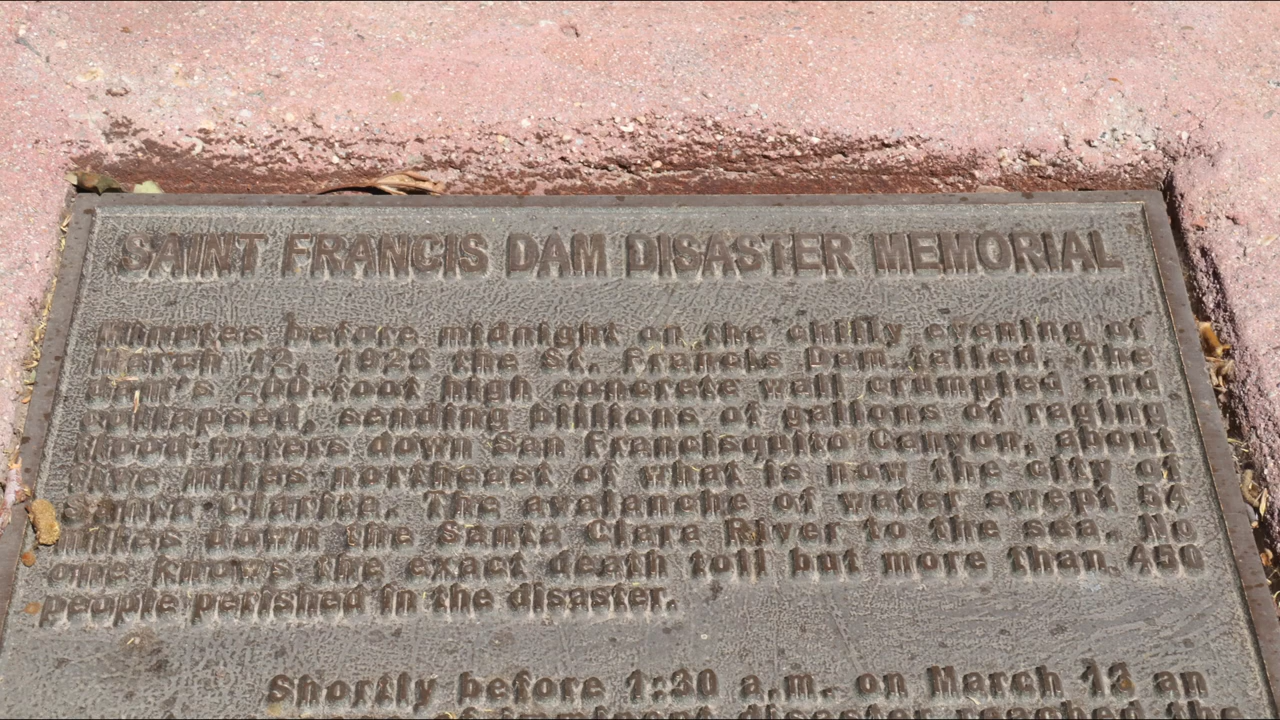 SAINT FRANCIS DAM DISASTER MEMORIAL
Minutes before midnight on the chilly evening of
March 12, 1928 the St. Francis Dam failed. The
dam's 200-foot high concrete wall crumpled and
collapsed, sending billions of gallons of raging
flood waters down San Francisquito Canyon, about
five miles northeast of what is now the city of
Santa Clarita. The avalanche of water swept 54
miles down the Santa Clara River to the sea. No
one knows the exact death toll but more than 450
people perished in the disaster.
Shortly before 1:30 a.m. on March 13 an
imminent disaster reached the